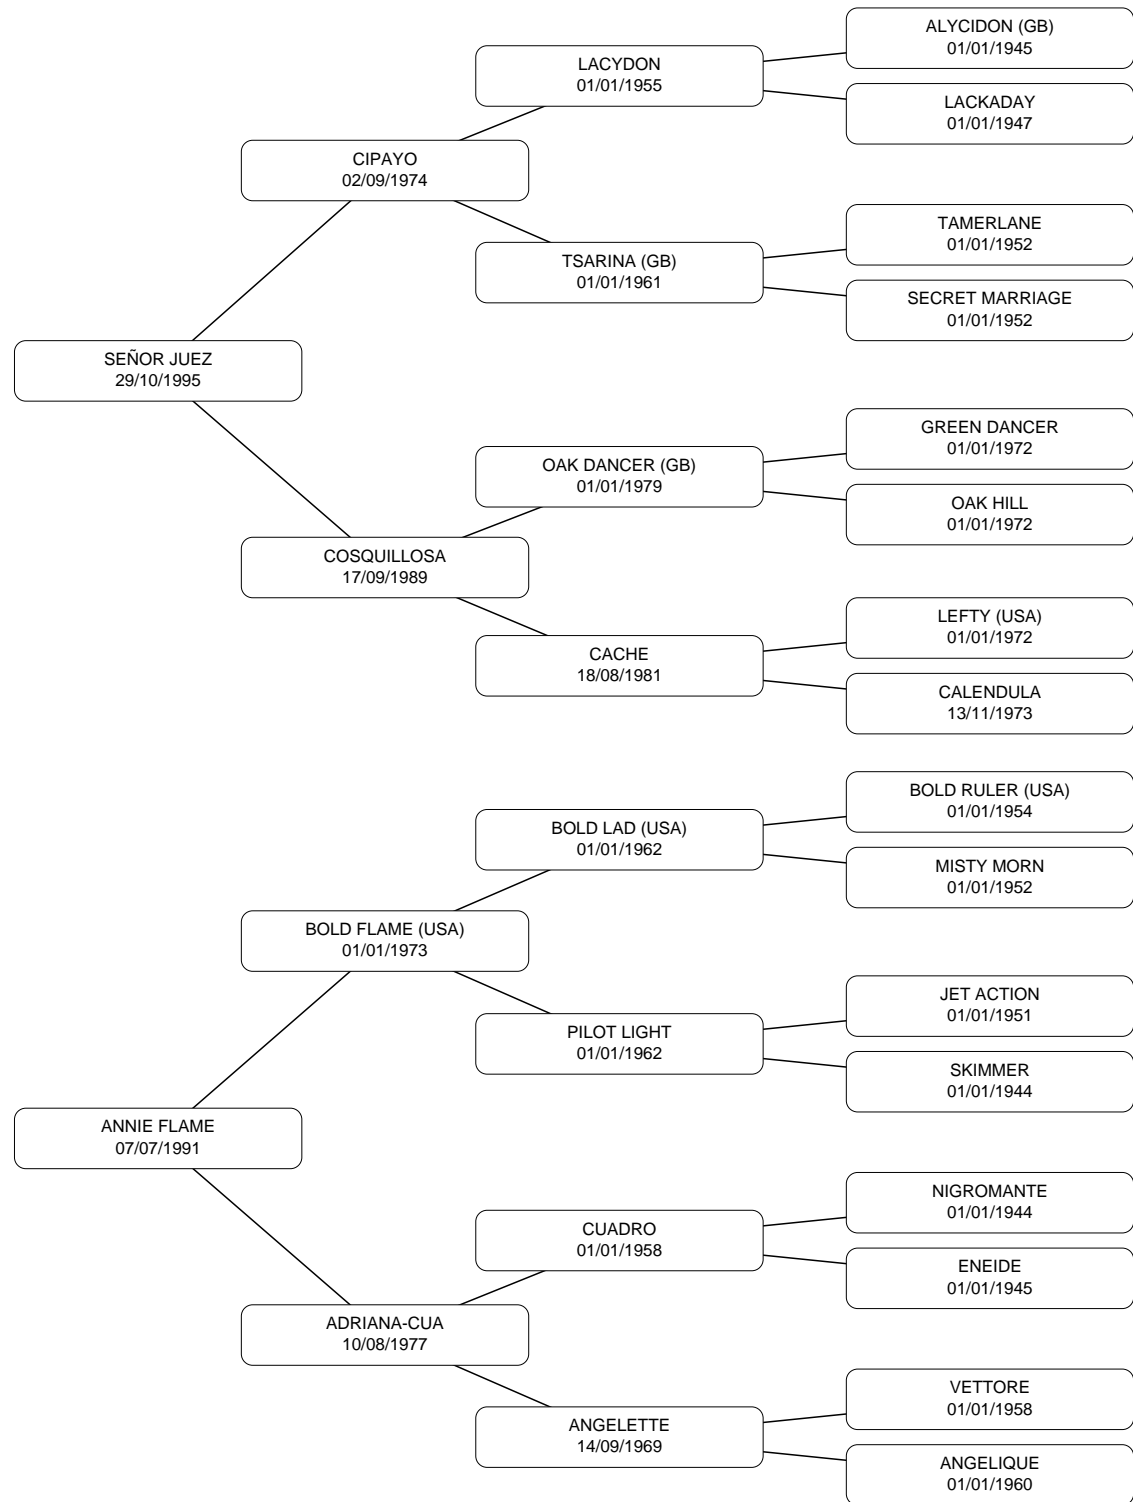 ALYCIDON (GB)
01/01/1945
LACYDON
01/01/1955
LACKADAY
01/01/1947
CIPAYO
02/09/1974
TAMERLANE
01/01/1952
TSARINA (GB)
01/01/1961
SECRET MARRIAGE
01/01/1952
SEÑOR JUEZ
29/10/1995
GREEN DANCER
01/01/1972
OAK DANCER (GB)
01/01/1979
OAK HILL
01/01/1972
COSQUILLOSA
17/09/1989
LEFTY (USA)
01/01/1972
CACHE
18/08/1981
CALENDULA
13/11/1973
BOLD RULER (USA)
01/01/1954
BOLD LAD (USA)
01/01/1962
MISTY MORN
01/01/1952
BOLD FLAME (USA)
01/01/1973
JET ACTION
01/01/1951
PILOT LIGHT
01/01/1962
SKIMMER
01/01/1944
ANNIE FLAME
07/07/1991
NIGROMANTE
01/01/1944
CUADRO
01/01/1958
ENEIDE
01/01/1945
ADRIANA-CUA
10/08/1977
VETTORE
01/01/1958
ANGELETTE
14/09/1969
ANGELIQUE
01/01/1960